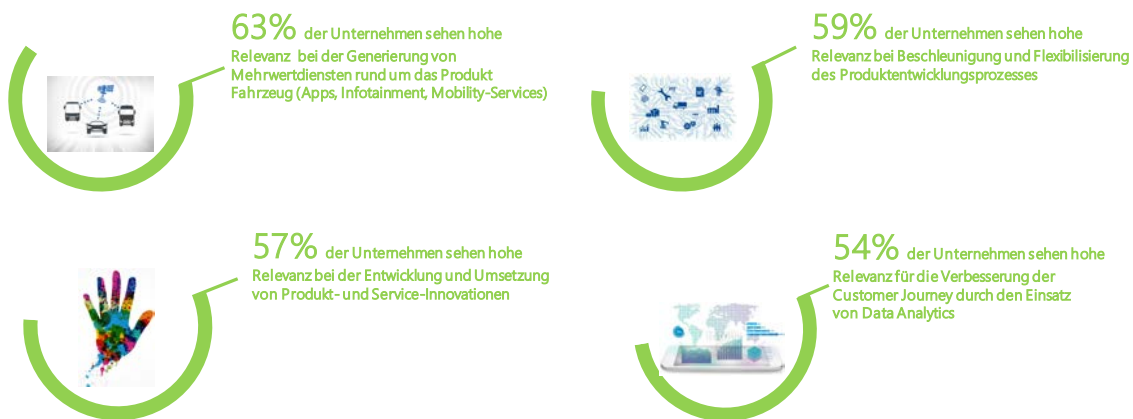 63% der Unternehmen sehen hohe
Relevanz bei der Generierung von
Mehrwertdiensten rund um das Produkt
Fahrzeug (Apps, Infotainment, Mobility-Services)
59% der Unternehmen sehen hohe
Relevanz bei Beschleunigung und Flexibilisierung
des Produktentwicklungsprozesses
57% der Unternehmen sehen hohe
Relevanz bei der Entwicklung und Umsetzung
von Produkt- und Service-Innovationen
54% der Unternehmen sehen hohe
Relevanz für die Verbesserung der
Customer Journey durch den Einsatz
von Data Analytics